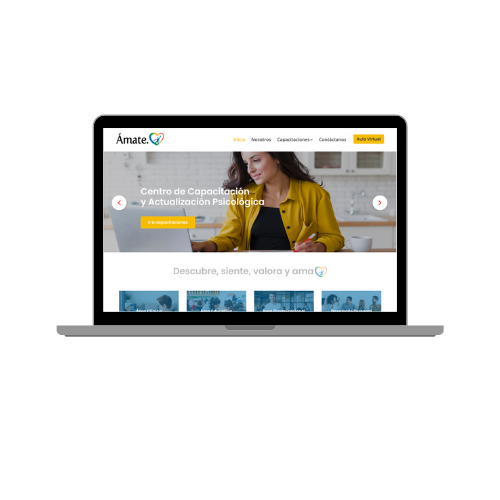 Ámate.
Inicio Nosotros Capacitaciones Contáctanos Aula Virtual
Centro de Capacitación
y Actualización Psicológica
Ir a capacitaciones
Descubre, siente, valora y ama